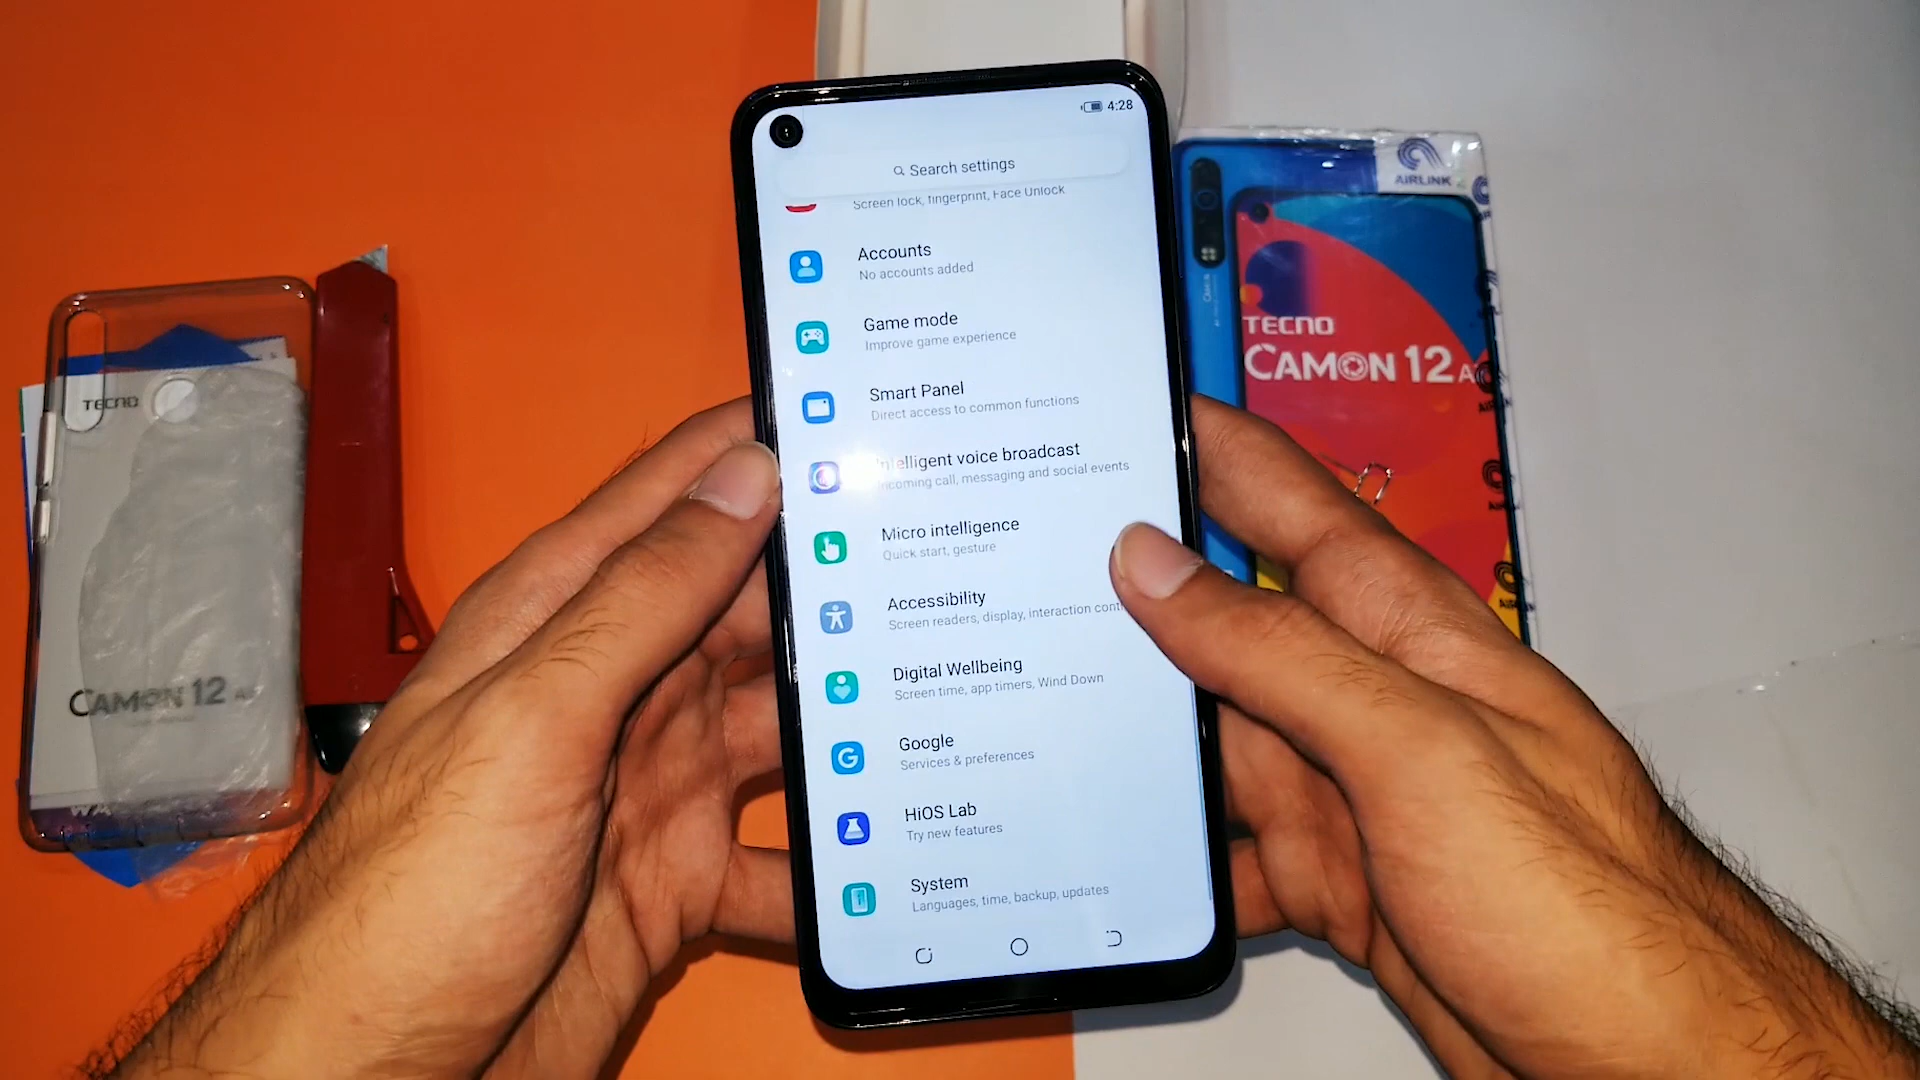 4:28
Search settings
Screen lock, fingerprint, Face Unlock
Accounts
No accounts added
Game mode
Improve game experience
Smart Panel
Direct access to common functions
Intelligent voice broadcast
Incoming call, messaging and social events
Micro intelligence
Quick start, gesture
Accessibility
Screen readers, display, interaction cont
Digital Wellbeing
Screen time, app timers, Wind Down
Google
Services & preferences
HiOS Lab
Try new features
System
Languages, time, backup, updates
TECNO
CAMON 12
AIRLINK
TECNO
CAMON 12